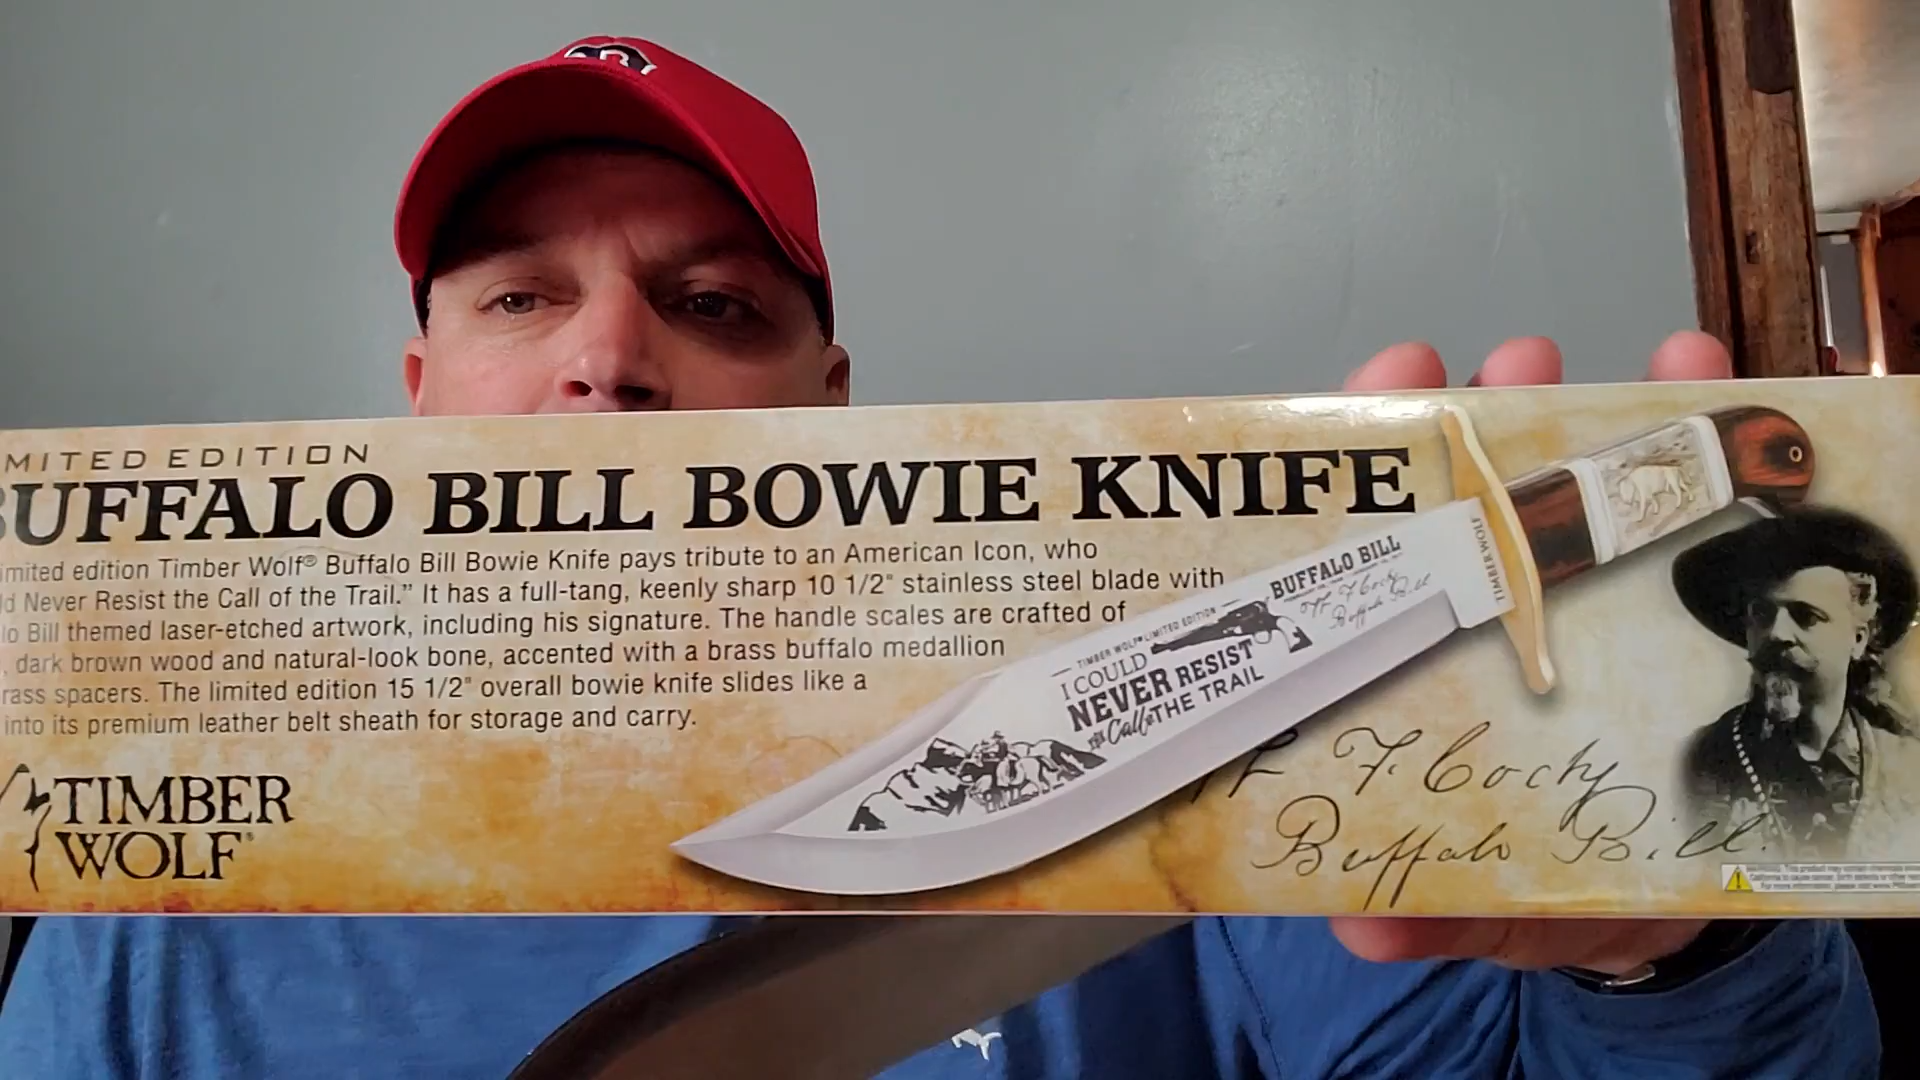 MITED EDITION
BUFFALO BILL BOWIE KNIFE
imited edition Timber Wolf® Buffalo Bill Bowie Knife pays tribute to an American Icon, who
d Never Resist the Call of the Trail." It has a full-tang, keenly sharp 10 1/2" stainless steel blade with
lo Bill themed laser-etched artwork, including his signature. The handle scales are crafted of
, dark brown wood and natural-look bone, accented with a brass buffalo medallion
rass spacers. The limited edition 15 1/2" overall bowie knife slides like a
into its premium leather belt sheath for storage and carry.
TIMBER
WOLF®
TIMBER WOLF
BUFFALO BILL
W F Cody
Buffalo Bill
TIMBER WOLF® LIMITED EDITION
I COULD
NEVER RESIST
THE Call OF THE TRAIL
F. Cody
Buffalo Bill.